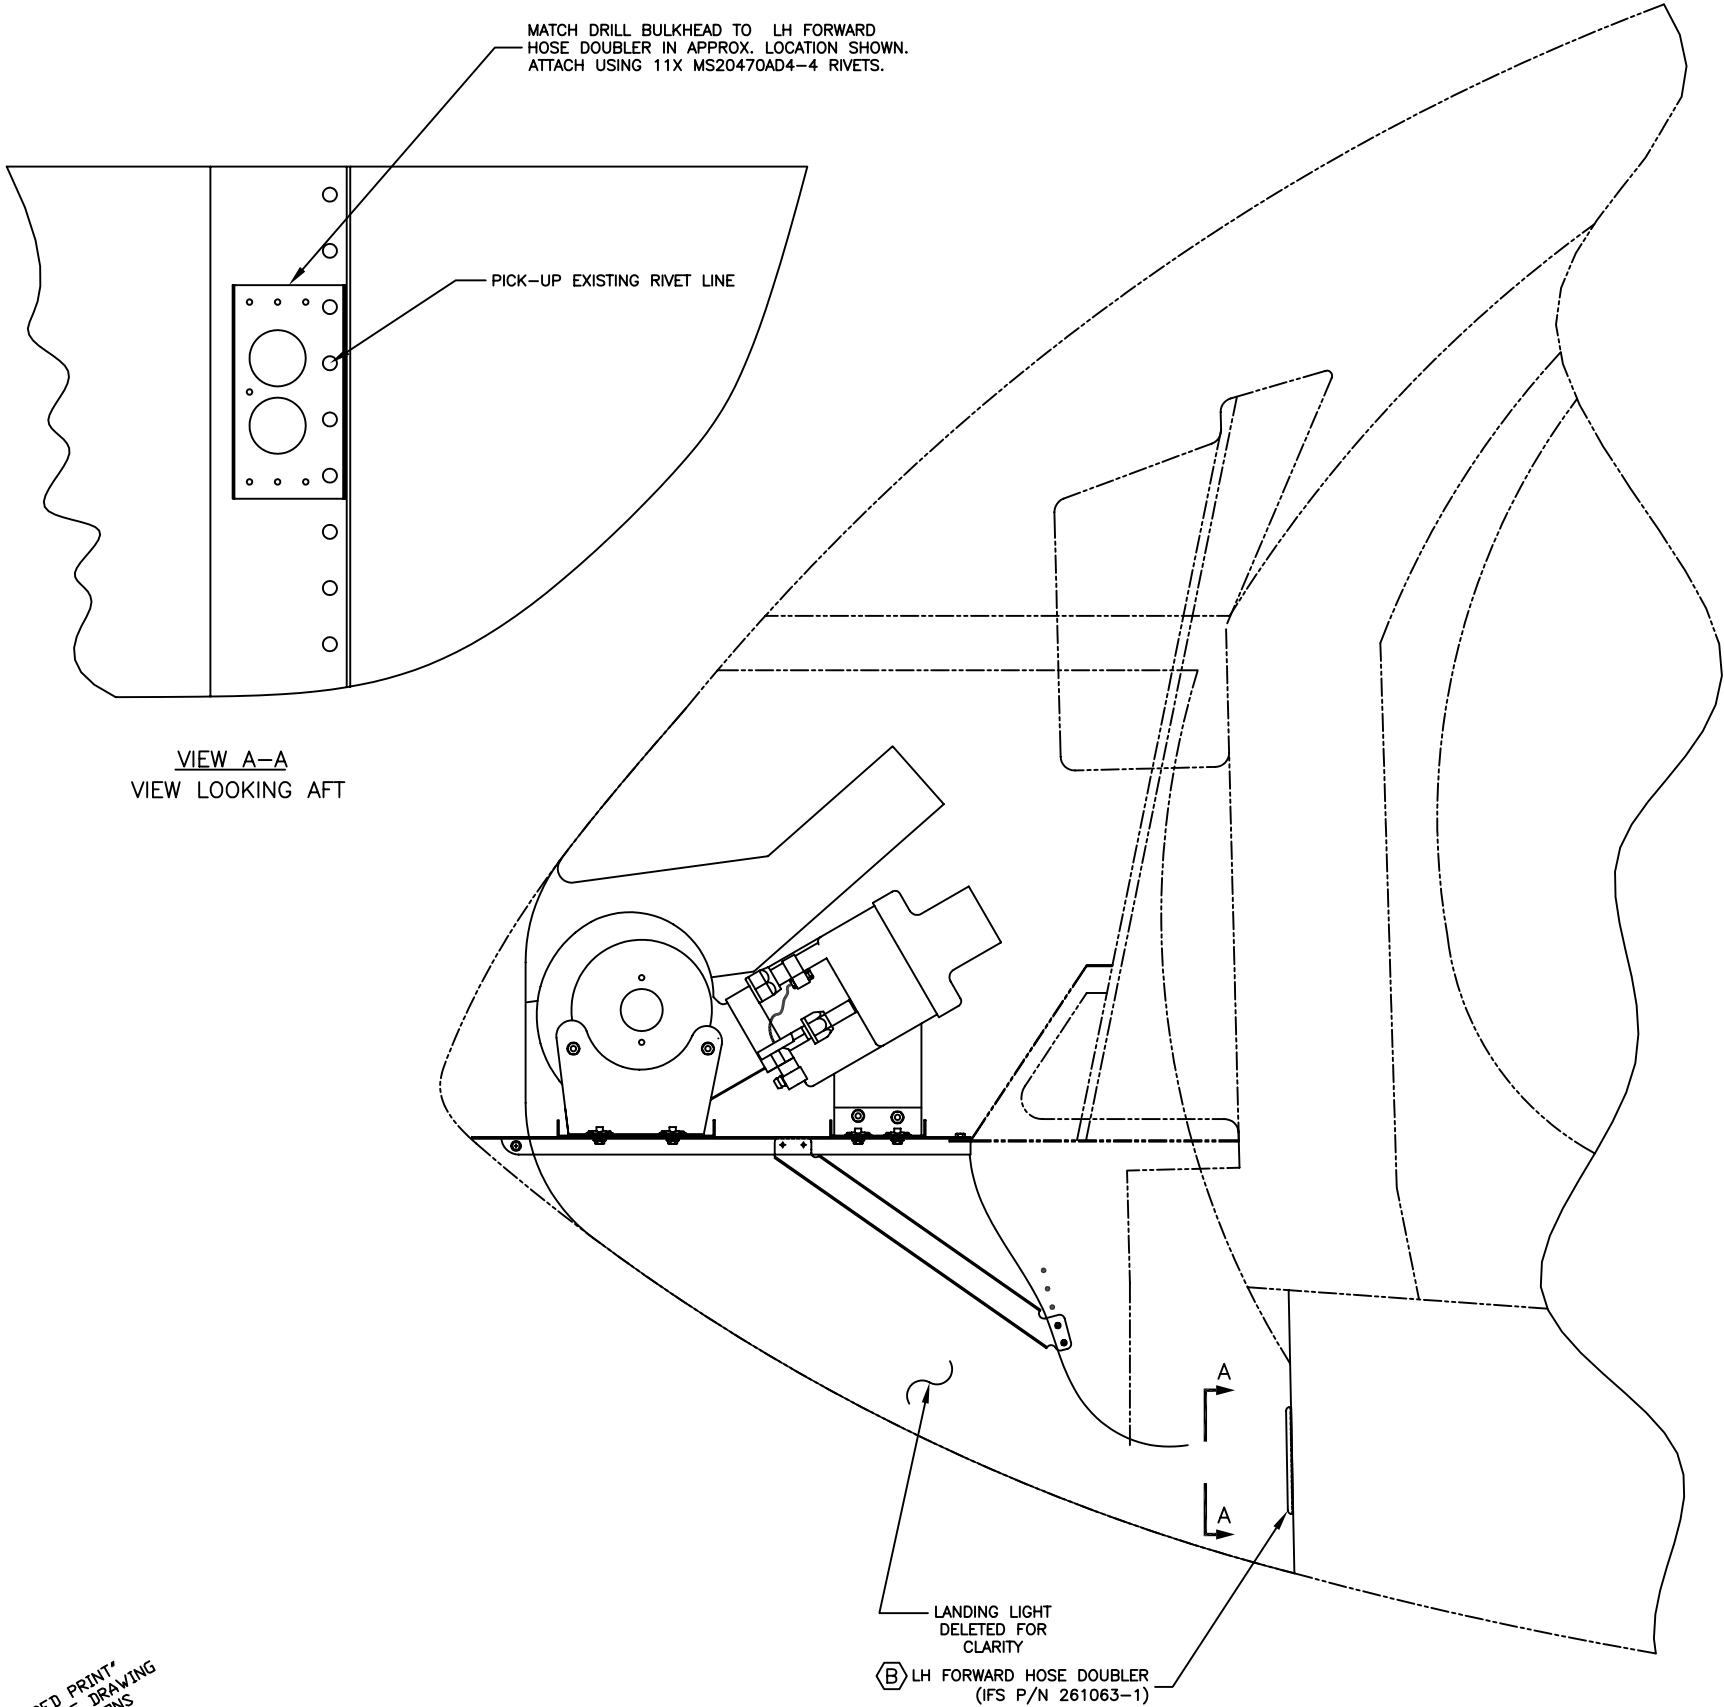 MATCH DRILL BULKHEAD TO LH FORWARD
HOSE DOUBLER IN APPROX. LOCATION SHOWN.
ATTACH USING 11X MS20470AD4-4 RIVETS.
PICK-UP EXISTING RIVET LINE
VIEW A-A
VIEW LOOKING AFT
A
A
LANDING LIGHT
DELETED FOR
CLARITY
B LH FORWARD HOSE DOUBLER
(IFS P/N 261063-1)
PRINT"
DRAWING